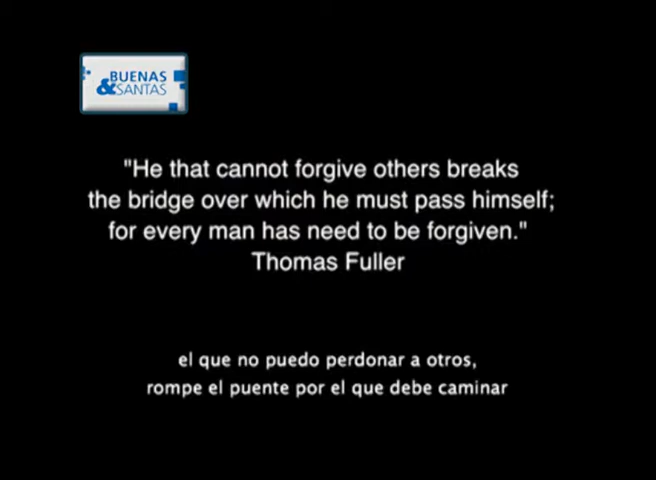 BUENAS
&SANTAS
"He that cannot forgive others breaks
the bridge over which he must pass himself;
for every man has need to be forgiven."
Thomas Fuller
el que no puedo perdonar a otros,
rompe el puente por el que debe caminar